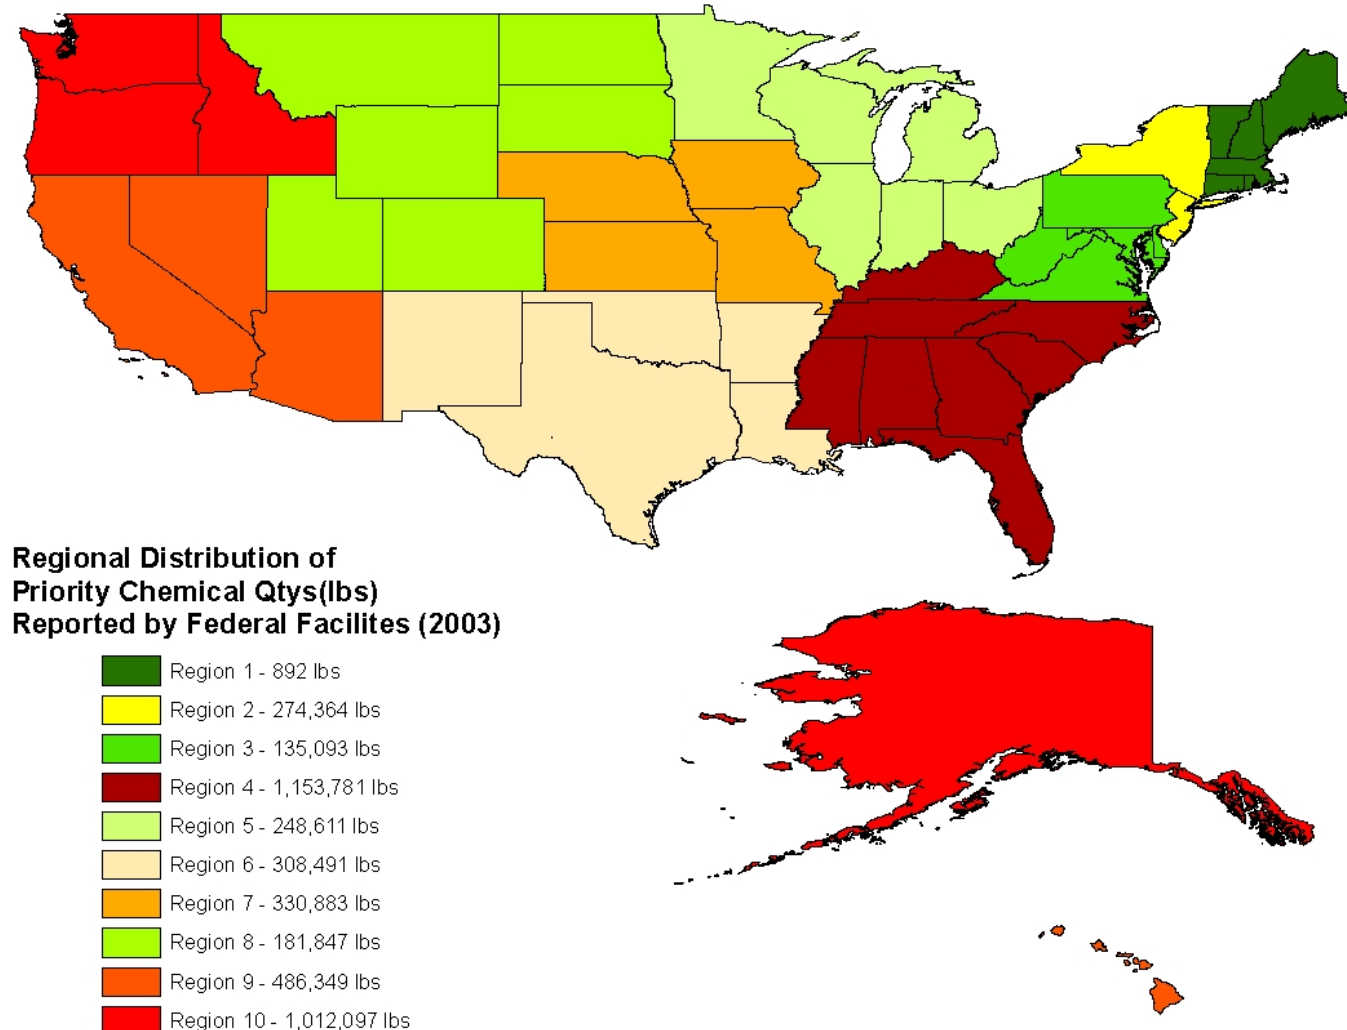 Regional Distribution of
Priority Chemical Qtys(lbs)
Reported by Federal Facilites (2003)
Region 1 - 892 lbs
Region 2 - 274,364 lbs
Region 3 - 135,093 lbs
Region 4 - 1,153,781 lbs
Region 5 - 248,611 lbs
Region 6 - 308,491 lbs
Region 7 - 330,883 lbs
Region 8 - 181,847 lbs
Region 9 - 486,349 lbs
Region 10 - 1,012,097 lbs